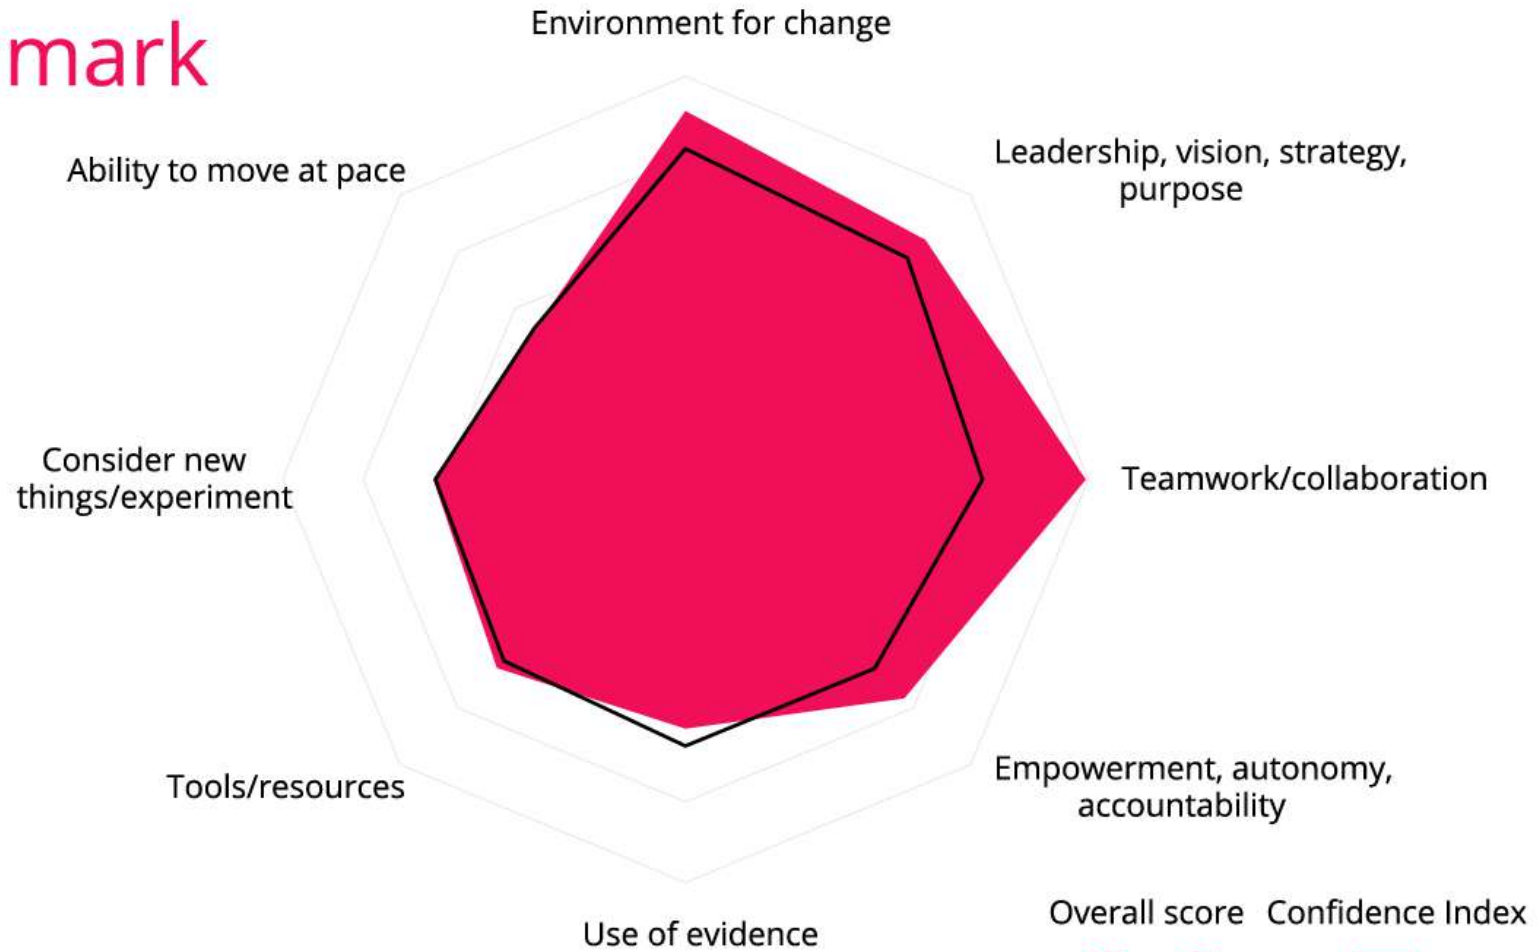 mark
Environment for change
Leadership, vision, strategy,
purpose
Ability to move at pace
Teamwork/collaboration
Consider new
things/experiment
Empowerment, autonomy,
accountability
Tools/resources
Use of evidence
Overall score Confidence Index